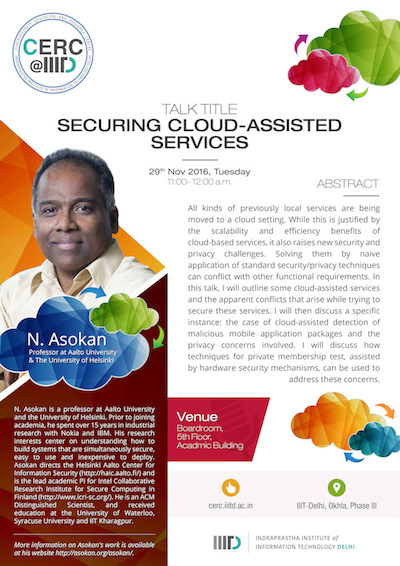 CERC
@IIITD
TALK TITLE
SECURING CLOUD-ASSISTED
SERVICES
29th Nov 2016, Tuesday
11:00- 12:00 a.m.
ABSTRACT
All kinds of previously local services are being
moved to a cloud setting. While this is justified by
the scalability and efficiency benefits of
cloud-based services, it also raises new security and
privacy challenges. Solving them by naive
application of standard security/privacy techniques
can conflict with other functional requirements. In
this talk, I will outline some cloud-assisted services
and the apparent conflicts that arise while trying to
secure these services. I will then discuss a specific
instance: the case of cloud-assisted detection of
malicious mobile application packages and the
privacy concerns involved. I will discuss how
techniques for private membership test, assisted
by hardware security mechanisms, can be used to
address these concerns.
N. Asokan
Professor at Aalto University
& The University of Helsinki
N. Asokan is a professor at Aalto University
and the University of Helsinki. Prior to joining
academia, he spent over 15 years in industrial
research with Nokia and IBM. His research
interests center on understanding how to
build systems that are simultaneously secure,
easy to use and inexpensive to deploy.
Asokan directs the Helsinki Aalto Center for
Information Security (http://haic.aalto.fi/) and
is the lead academic PI for Intel Collaborative
Research Institute for Secure Computing in
Finland (http://www.icri-sc.org/). He is an ACM
Distinguished Scientist, and received
education at the University of Waterloo,
Syracuse University and IIT Kharagpur.
More information on Asokan's work is available
at his website http://asokan.org/asokan/.
Venue
Boardroom,
5th Floor,
Acadmic Building
cerc.iiitd.ac.in
IIIT-Delhi, Okhla, Phase III
IIITD
INDRAPRASTHA INSTITUTE of
INFORMATION TECHNOLOGY DELHI